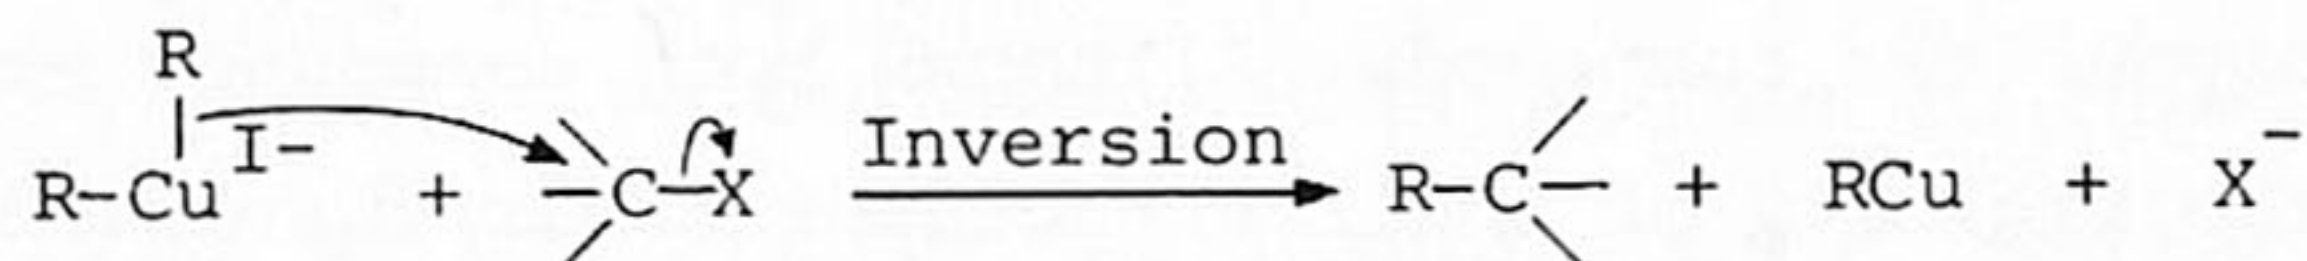 R
R-Cu I- + -C-X Inversion R-C- + RCu + X-